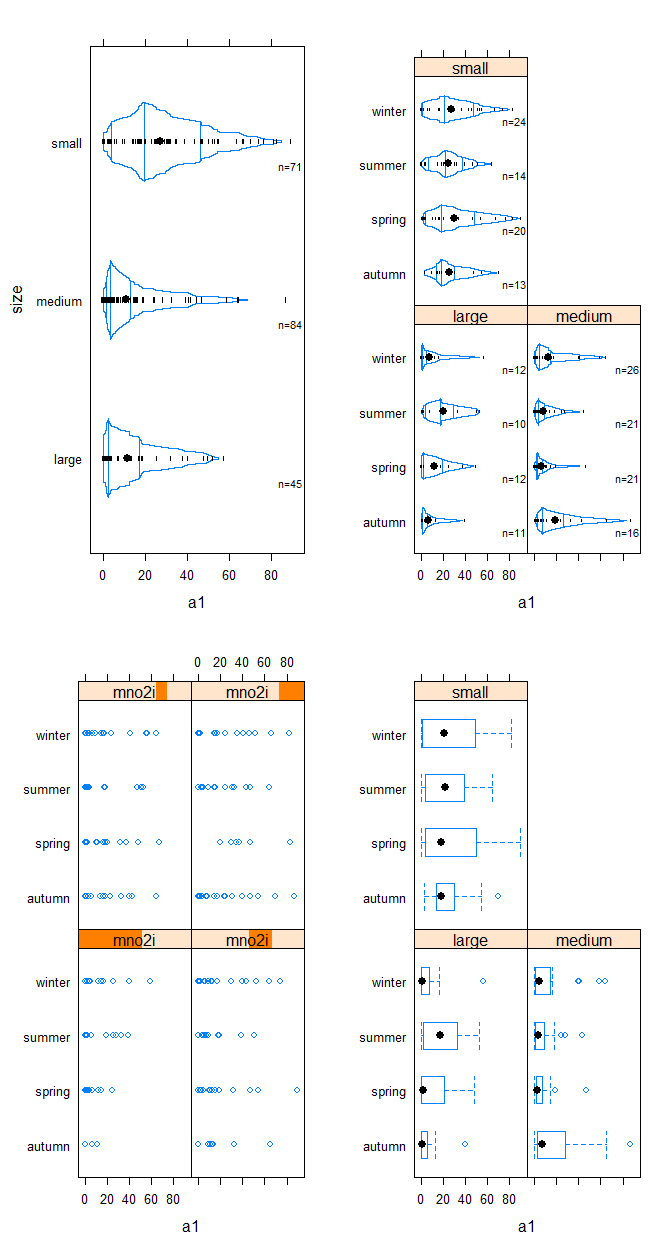 small
n=71
medium
n=84
large
n=45
size
0 20 40 60 80
a1
small
winter
n=24
summer
n=14
spring
n=20
autumn
n=13
large medium
winter
n=12 n=26
summer
n=10 n=21
spring
n=12 n=21
autumn
n=11 n=16
0 20 40 60 80
a1
0 20 40 60 80
mno2i mno2i
winter
summer
spring
autumn
mno2i mno2i
winter
summer
spring
autumn
0 20 40 60 80
a1
small
winter
summer
spring
autumn
large medium
winter
summer
spring
autumn
0 20 40 60 80
a1